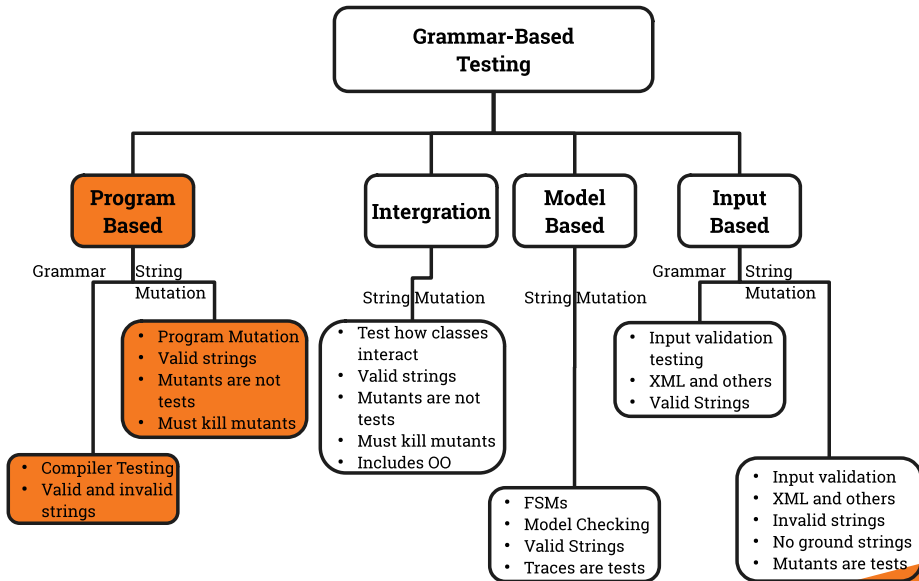 Grammar-Based
Testing
Program
Based
Intergration
Model
Based
Input
Based
Grammar
String
Mutation
String Mutation
String Mutation
Grammar
String
Mutation
• Program Mutation
• Valid strings
• Mutants are not
tests
• Must kill mutants
• Compiler Testing
• Valid and invalid
strings
• Test how classes
interact
• Valid strings
• Mutants are not
tests
• Must kill mutants
• Includes OO
• FSMs
• Model Checking
• Valid Strings
• Traces are tests
• Input validation
testing
• XML and others
• Valid Strings
• Input validation
• XML and others
• Invalid strings
• No ground strings
• Mutants are tests